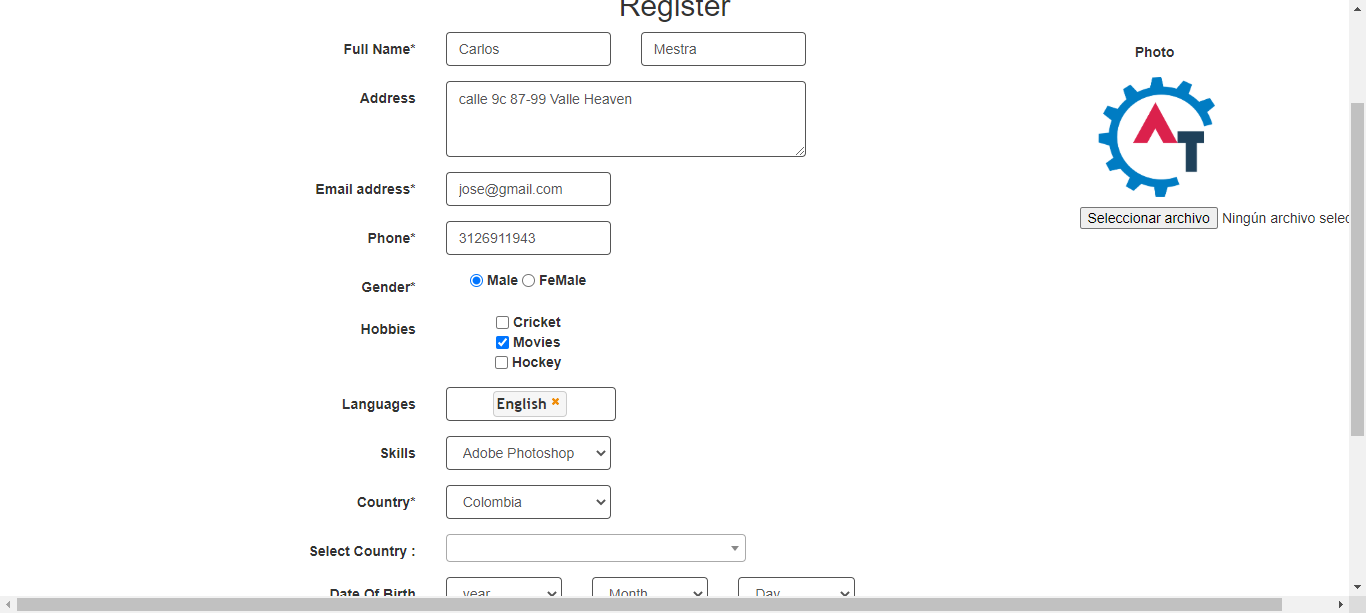 Register
Full Name* Carlos Mestra
Photo
Address calle 9c 87-99 Valle Heaven
AT
Email address* jose@gmail.com
Seleccionar archivo Ningún archivo selec
Phone* 3126911943
Gender* Male FeMale
Hobbies Cricket
Movies
Hockey
Languages English
Skills Adobe Photoshop
Country* Colombia
Select Country :
Date Of Birth year Month Day